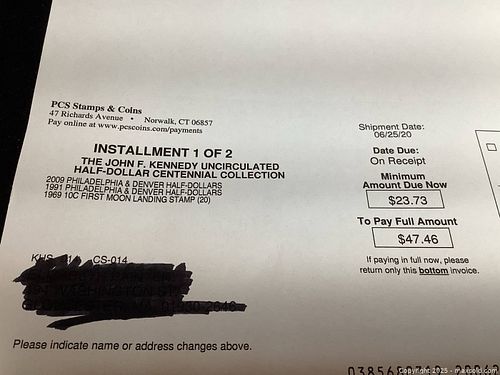 PCS Stamps & Coins
47 Richards Avenue • Norwalk, CT 06857
Pay online at www.pcscoins.com/payments
INSTALLMENT 1 OF 2
THE JOHN F. KENNEDY UNCIRCULATED
HALF-DOLLAR CENTENNIAL COLLECTION
2009 PHILADELPHIA & DENVER HALF-DOLLARS
1991 PHILADELPHIA & DENVER HALF-DOLLARS
1969 10C FIRST MOON LANDING STAMP (20)
CS-014
Please indicate name or address changes above.
Shipment Date:
06/25/20
Date Due:
On Receipt
Minimum
Amount Due Now
$23.73
To Pay Full Amount
$47.46
If paying in full now, please
return only this bottom invoice.
Copyright 2025 - maxsold.com